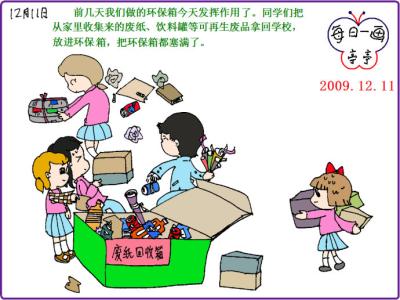 12月11日
前几天我们做的环保箱今天发挥作用了。同学们把
从家里收集来的废纸、饮料罐等可再生废品拿回学校,
放进环保箱,把环保箱都塞满了。
每日一画
亭亭
2009.12.11
废纸回收箱